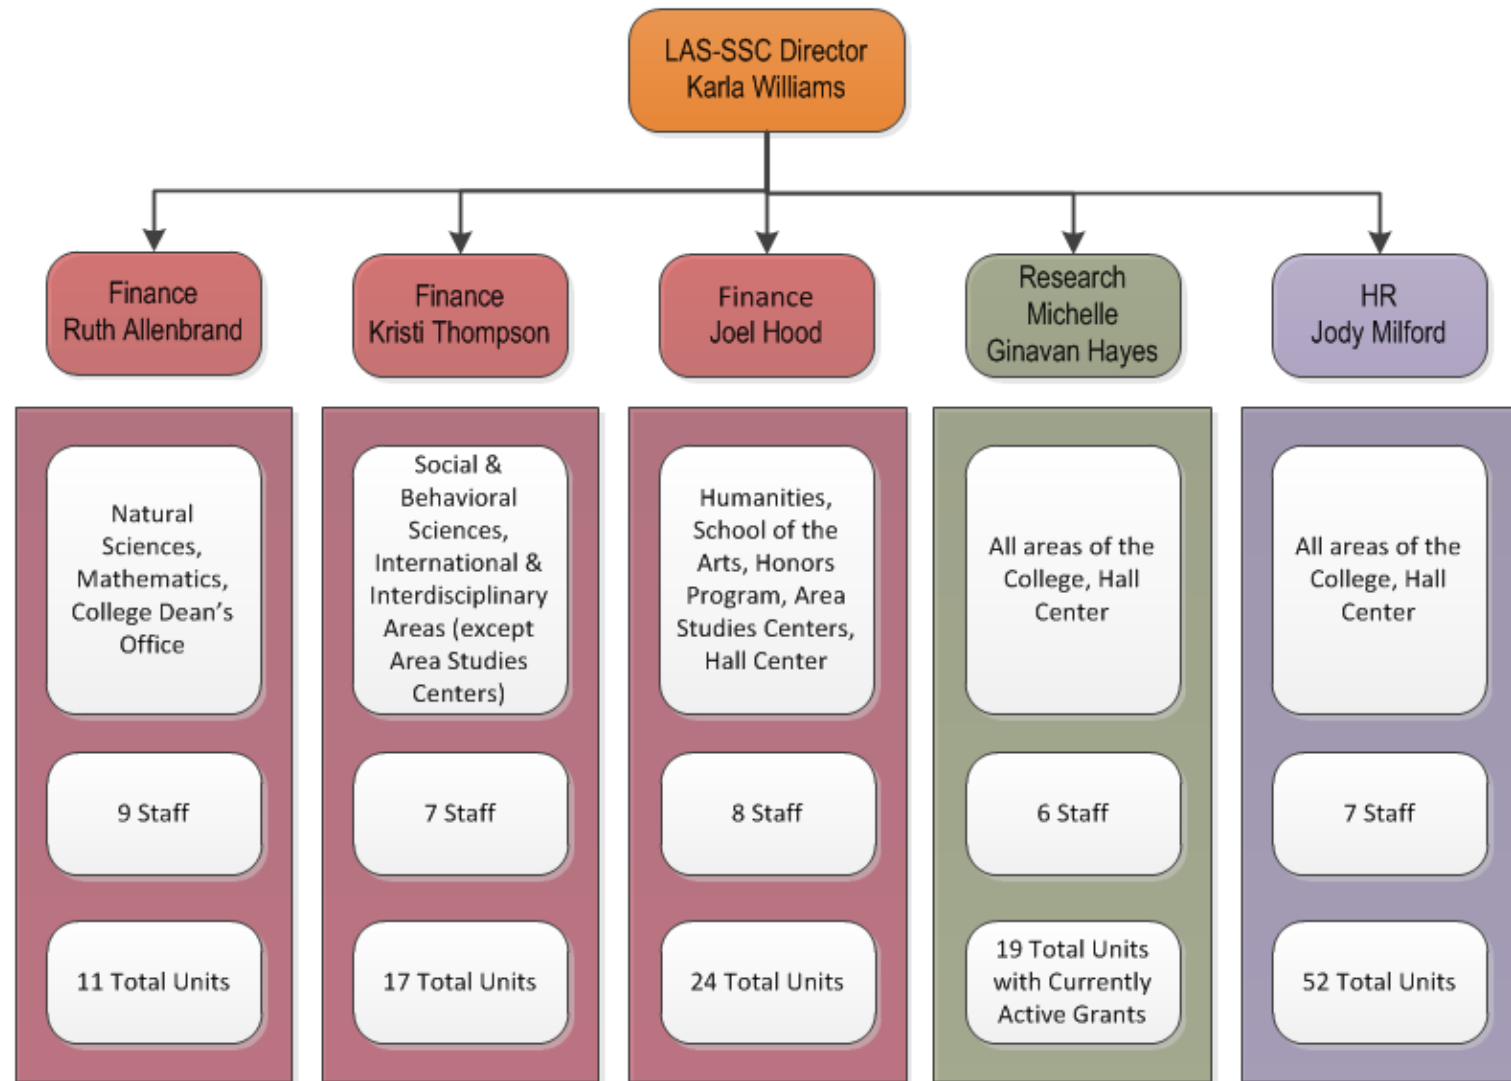 LAS-SSC Director
Karla Williams
Finance
Ruth Allenbrand
Finance
Kristi Thompson
Finance
Joel Hood
Research
Michelle
Ginavan Hayes
HR
Jody Milford
Natural
Sciences,
Mathematics,
College Dean’s
Office
Social &
Behavioral
Sciences,
International &
Interdisciplinary
Areas (except
Area Studies
Centers)
Humanities,
School of the
Arts, Honors
Program, Area
Studies Centers,
Hall Center
All areas of the
College, Hall
Center
All areas of the
College, Hall
Center
9 Staff
7 Staff
8 Staff
6 Staff
7 Staff
11 Total Units
17 Total Units
24 Total Units
19 Total Units
with Currently
Active Grants
52 Total Units